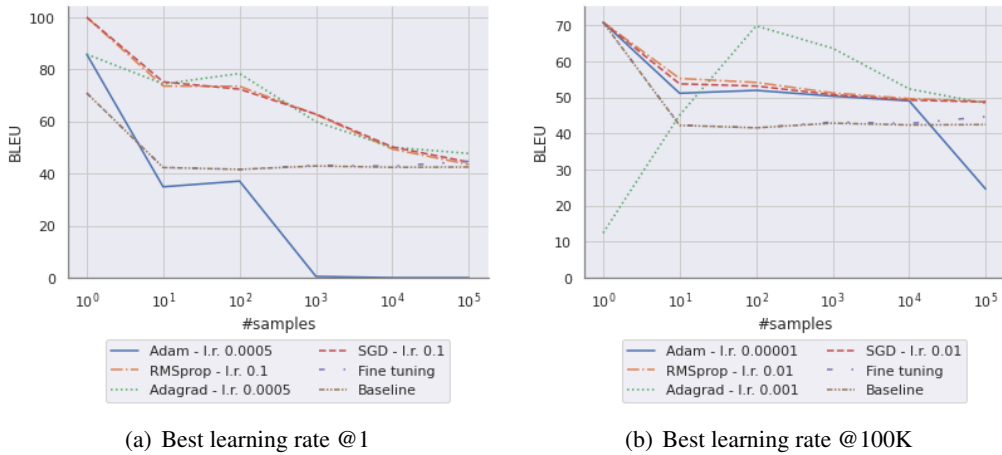 100
80
60
40
20
0
BLEU
10^0 10^1 10^2 10^3 10^4 10^5
#samples
Adam - l.r. 0.0005
RMSprop - l.r. 0.1
Adagrad - l.r. 0.0005
SGD - l.r. 0.1
Fine tuning
Baseline
(a) Best learning rate @1
70
60
50
40
30
20
10
0
BLEU
10^0 10^1 10^2 10^3 10^4 10^5
#samples
Adam - l.r. 0.00001
RMSprop - l.r. 0.01
Adagrad - l.r. 0.001
SGD - l.r. 0.01
Fine tuning
Baseline
(b) Best learning rate @100K